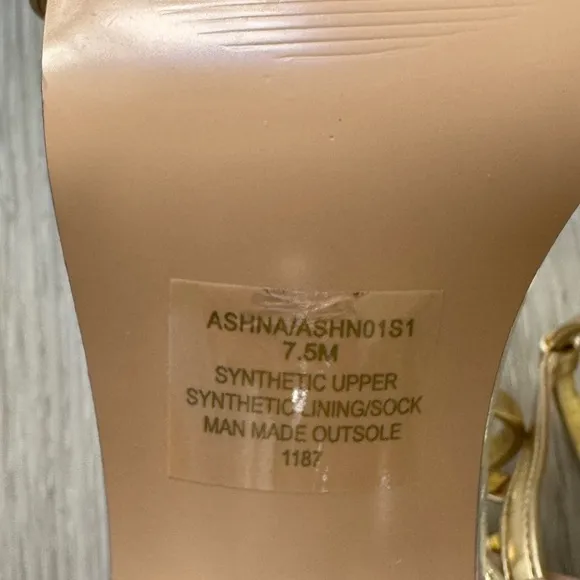 ASHNA/ASHN01S1
7.5M
SYNTHETIC UPPER
SYNTHETIC LINING/SOCK
MAN MADE OUTSOLE
1187